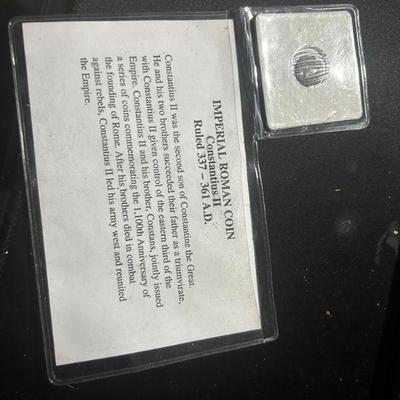 IMPERIAL ROMAN COIN
Constantius II
Ruled 337 – 361 A.D.
Constantius II was the second son of Constantine the Great.
He and his two brothers succeeded their father as a triumvirate,
with Constantius II given control of the eastern third of the
Empire. Constantius II and his brother, Constans, jointly issued
a series of coins commemorating the 1,100th Anniversary of
the founding of Rome. After his brothers died in combat
against rebels, Constantius II led his army west and reunited
the Empire.